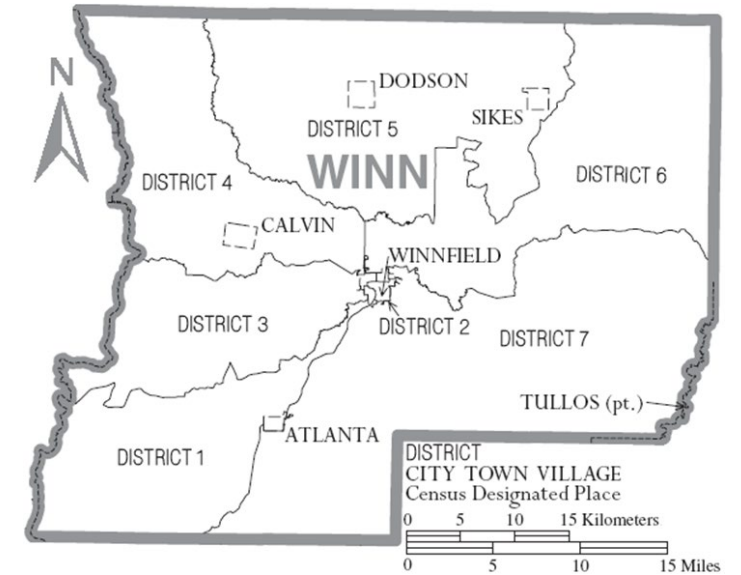 N
DODSON
SIKES
DISTRICT 5
WINN
DISTRICT 4
DISTRICT 6
CALVIN
WINNFIELD
DISTRICT 3
DISTRICT 2
DISTRICT 7
TULLOS (pt.)
ATLANTA
DISTRICT 1
DISTRICT
CITY TOWN VILLAGE
Census Designated Place
0 5 10 15 Kilometers
0 5 10 15 Miles